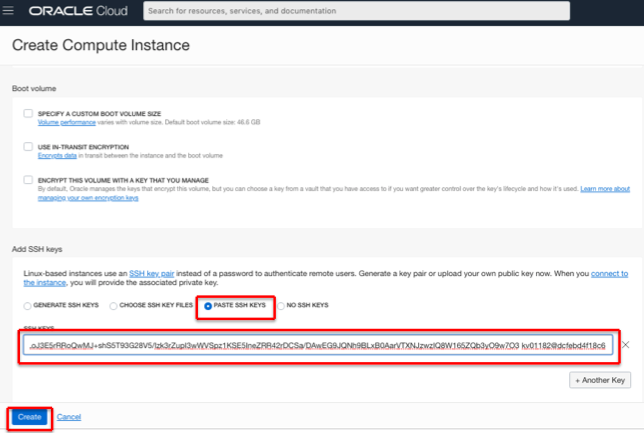 ORACLE Cloud
Search for resources, services, and documentation
Create Compute Instance
Boot volume
SPECIFY A CUSTOM BOOT VOLUME SIZE
Volume performance varies with volume size. Default boot volume size: 46.6 GB
USE IN-TRANSIT ENCRYPTION
Encrypts data in transit between the instance and the boot volume
ENCRYPT THIS VOLUME WITH A KEY THAT YOU MANAGE
By default, Oracle manages the keys that encrypt this volume, but you can choose a key from a vault that you have access to if you want greater control over the key's lifecycle and how it's used. Learn more about
managing your own encryption keys
Add SSH keys
Linux-based instances use an SSH key pair instead of a password to authenticate remote users. Generate a key pair or upload your own public key now. When you connect to
the instance, you will provide the associated private key.
GENERATE SSH KEYS CHOOSE SSH KEY FILES PASTE SSH KEYS NO SSH KEYS
SSH KEYS
kv01182@dcfebd4f18c6
+ Another Key
Create Cancel